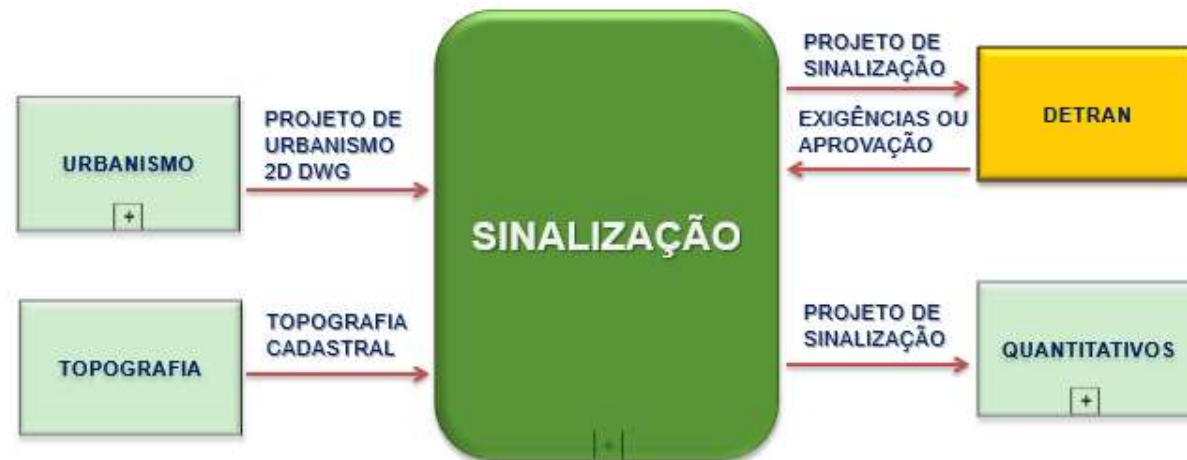 URBANISMO
+
PROJETO DE
URBANISMO
2D DWG
TOPOGRAFIA
TOPOGRAFIA
CADASTRAL
SINALIZAÇÃO
+
PROJETO DE
SINALIZAÇÃO
EXIGÊNCIAS OU
APROVAÇÃO
DETRAN
PROJETO DE
SINALIZAÇÃO
QUANTITATIVOS
+